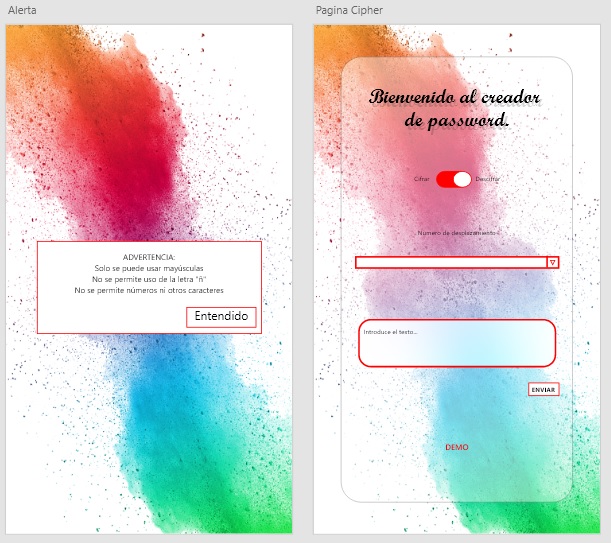 Alerta
ADVERTENCIA:
Solo se puede usar mayúsculas
No se permite uso de la letra "ñ"
No se permite números ni otros caracteres
Entendido
Pagina Cipher
Bienvenido al creador
de password.
Cifrar Descifrar
Numero de desplazamiento
Introduce el texto...
ENVIAR
DEMO